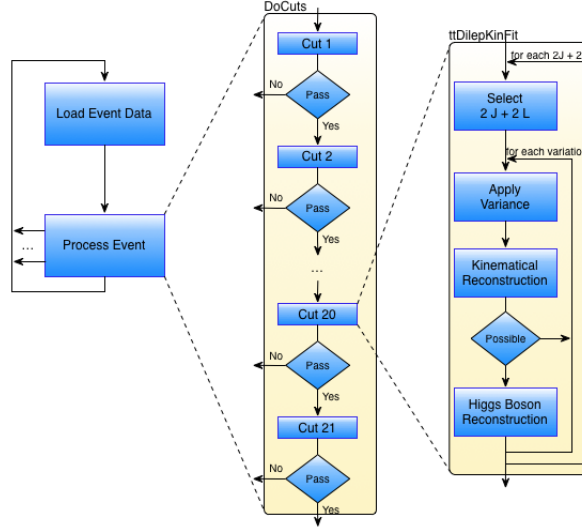 Load Event Data
...
Process Event
DoCuts
Cut 1
No
Pass
Yes
Cut 2
No
Pass
Yes
...
Cut 20
No
Pass
Yes
Cut 21
No
Pass
Yes
ttDilepKinFit
for each 2J + 2
Select
2 J + 2 L
for each variatio
Apply
Variance
Kinematical
Reconstruction
Possible
Higgs Boson
Reconstruction